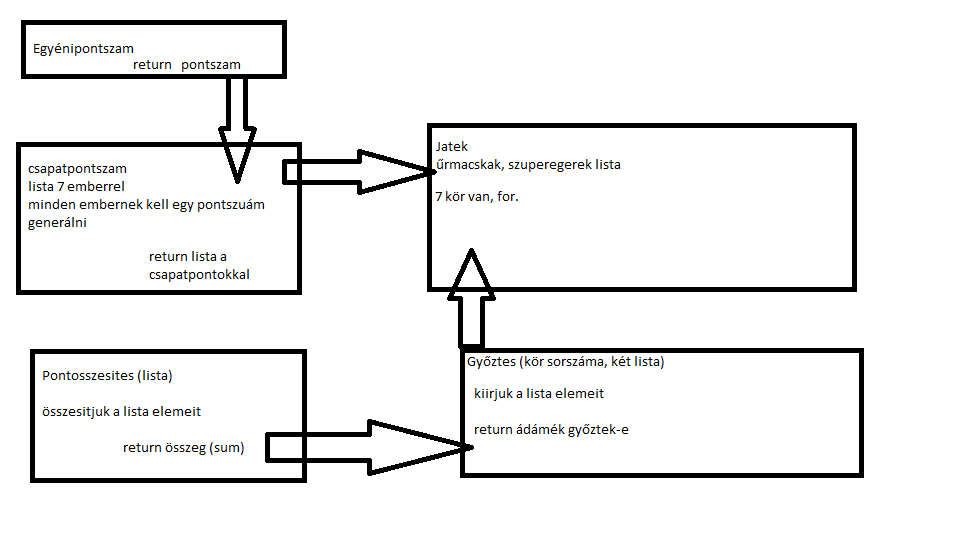 Egyénipontszam
return pontszam
csapatpontszam
lista 7 emberrel
minden embernek kell egy pontszuám
generálni
return lista a
csapatpontokkal
Jatek
űrmacskak, szuperegerek lista
7 kör van, for.
Pontosszesites (lista)
összesitjuk a lista elemeit
return összeg (sum)
Győztes (kör sorszáma, két lista)
kiirjuk a lista elemeit
return ádámék győztek-e